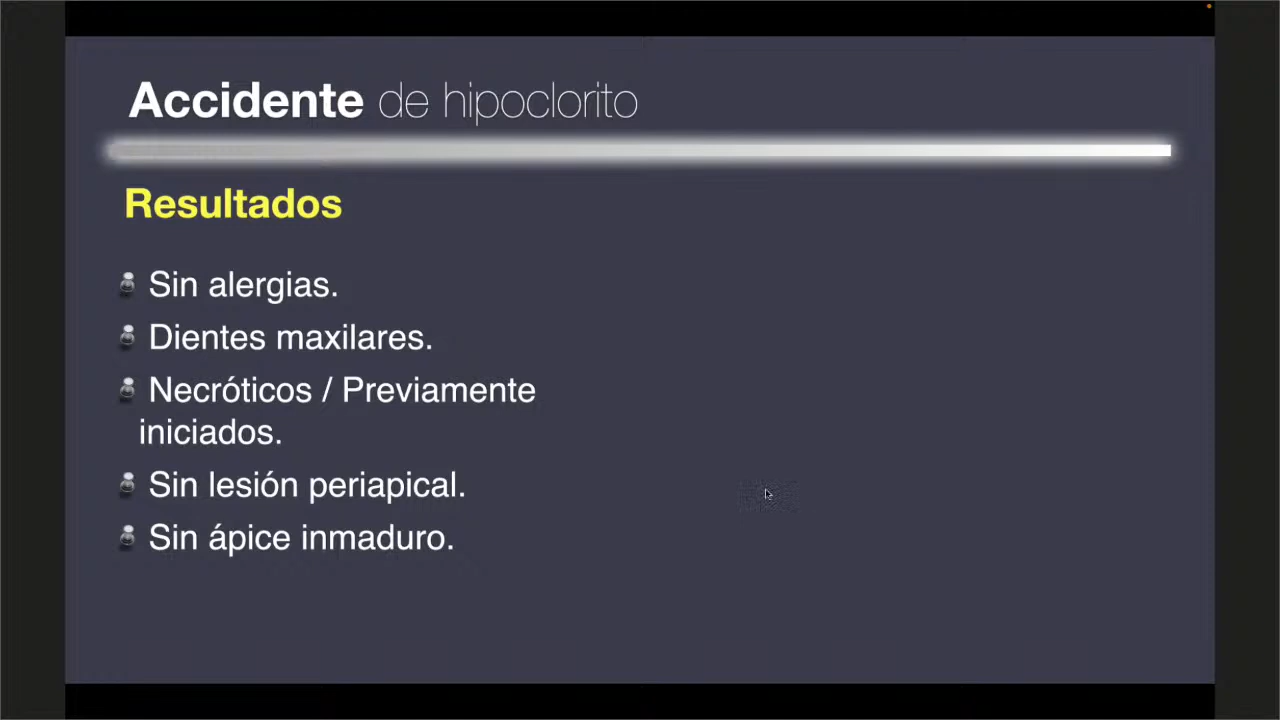 Accidente de hipoclorito
Resultados
Sin alergias.
Dientes maxilares.
Necróticos / Previamente
iniciados.
Sin lesión periapical.
Sin ápice inmaduro.